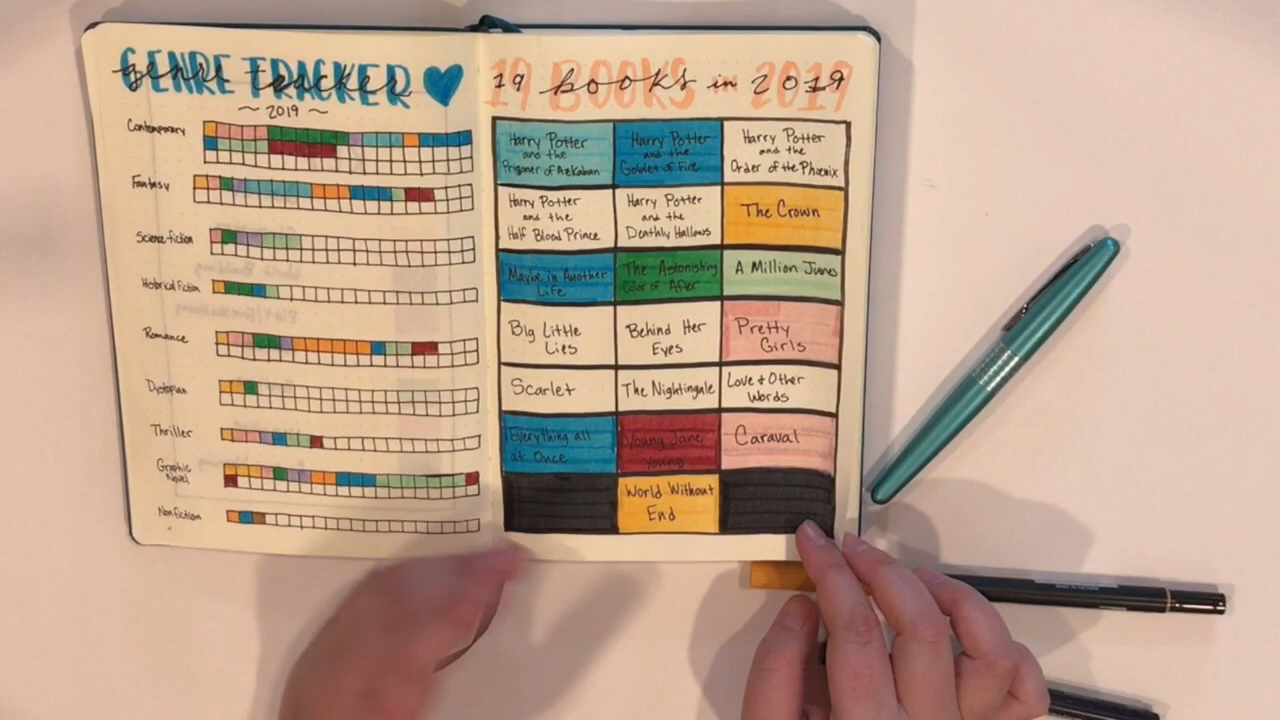 GENRE TRACKER
genre tracker
~ 2019 ~
Contemporary
Fantasy
Science-fiction
Historical Fiction
Romance
Dystopian
Thriller
Graphic
Novel
Nonfiction
19 BOOKS in 2019
19 books in 2019
Harry Potter
and the
Prisoner of Azkaban
Harry Potter
and the
Goblet of Fire
Harry Potter
and the
Order of the Phoenix
Harry Potter
and the
Half Blood Prince
Harry Potter
and the
Deathly Hallows
The Crown
Maybe in Another
Life
The Astonishing
Color of After
A Million Junes
Big Little
Lies
Behind Her
Eyes
Pretty
Girls
Scarlet
The Nightingale
Love & Other
Words
Everything all
at Once
Young Jane
Young
Caraval
World Without
End